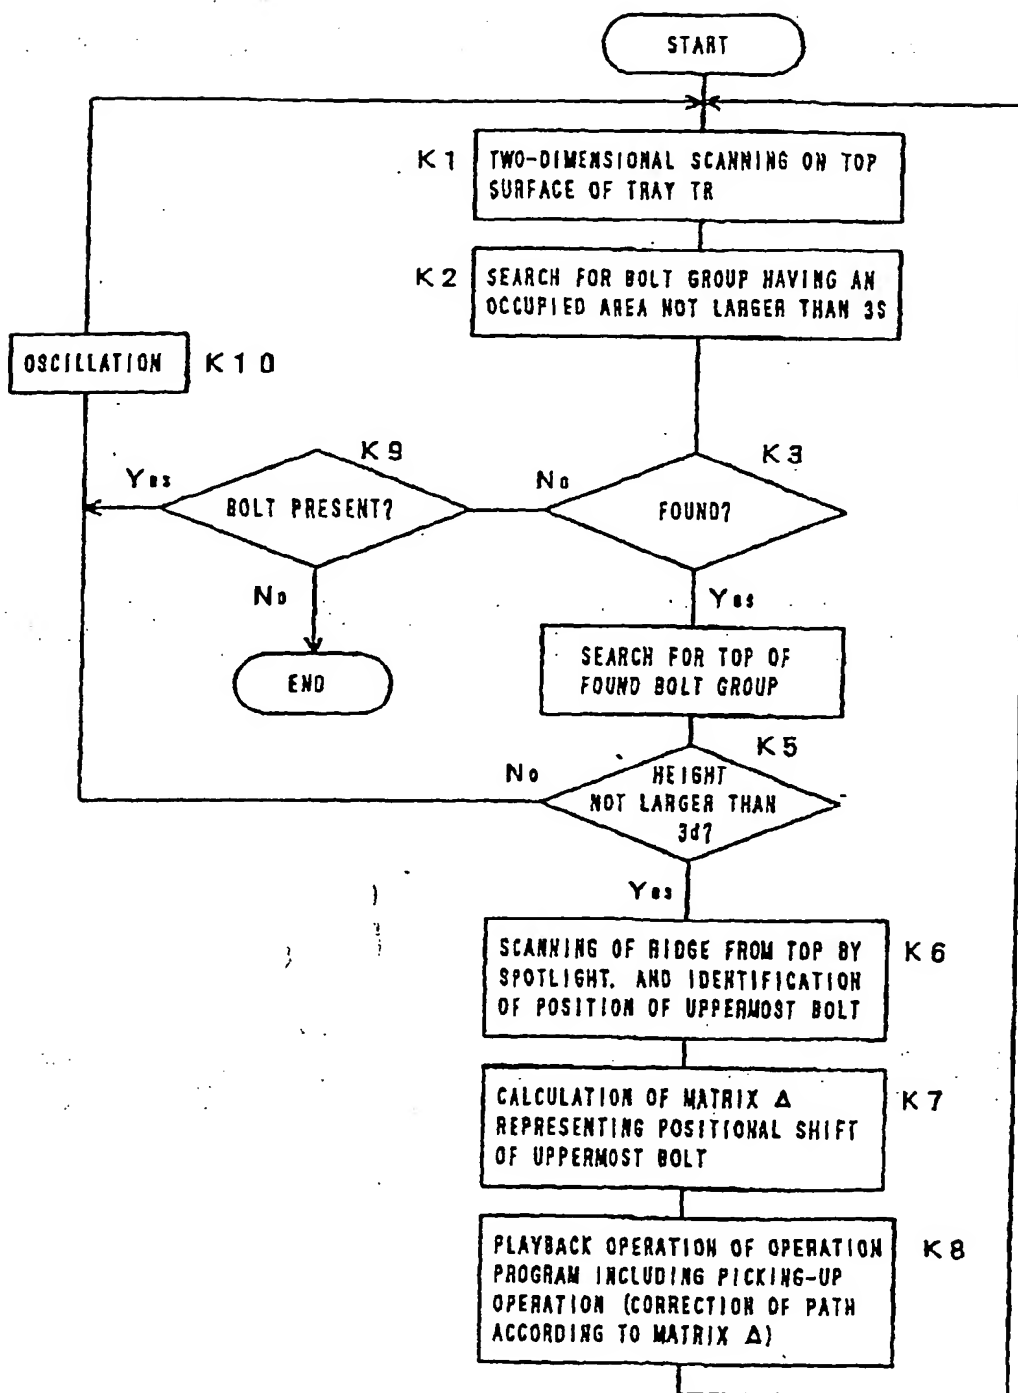 START
K1
TWO-DIMENSIONAL SCANNING ON TOP
SURFACE OF TRAY TR
K2
SEARCH FOR BOLT GROUP HAVING AN
OCCUPIED AREA NOT LARGER THAN 3S
OSCILLATION
K10
K9
K3
Yes
BOLT PRESENT?
No
FOUND?
No
Yes
END
SEARCH FOR TOP OF
FOUND BOLT GROUP
K5
No
HEIGHT
NOT LARGER THAN
3d?
Yes
SCANNING OF RIDGE FROM TOP BY
SPOTLIGHT, AND IDENTIFICATION
OF POSITION OF UPPERMOST BOLT
K6
CALCULATION OF MATRIX Δ
REPRESENTING POSITIONAL SHIFT
OF UPPERMOST BOLT
K7
PLAYBACK OPERATION OF OPERATION
PROGRAM INCLUDING PICKING-UP
OPERATION (CORRECTION OF PATH
ACCORDING TO MATRIX Δ)
K8